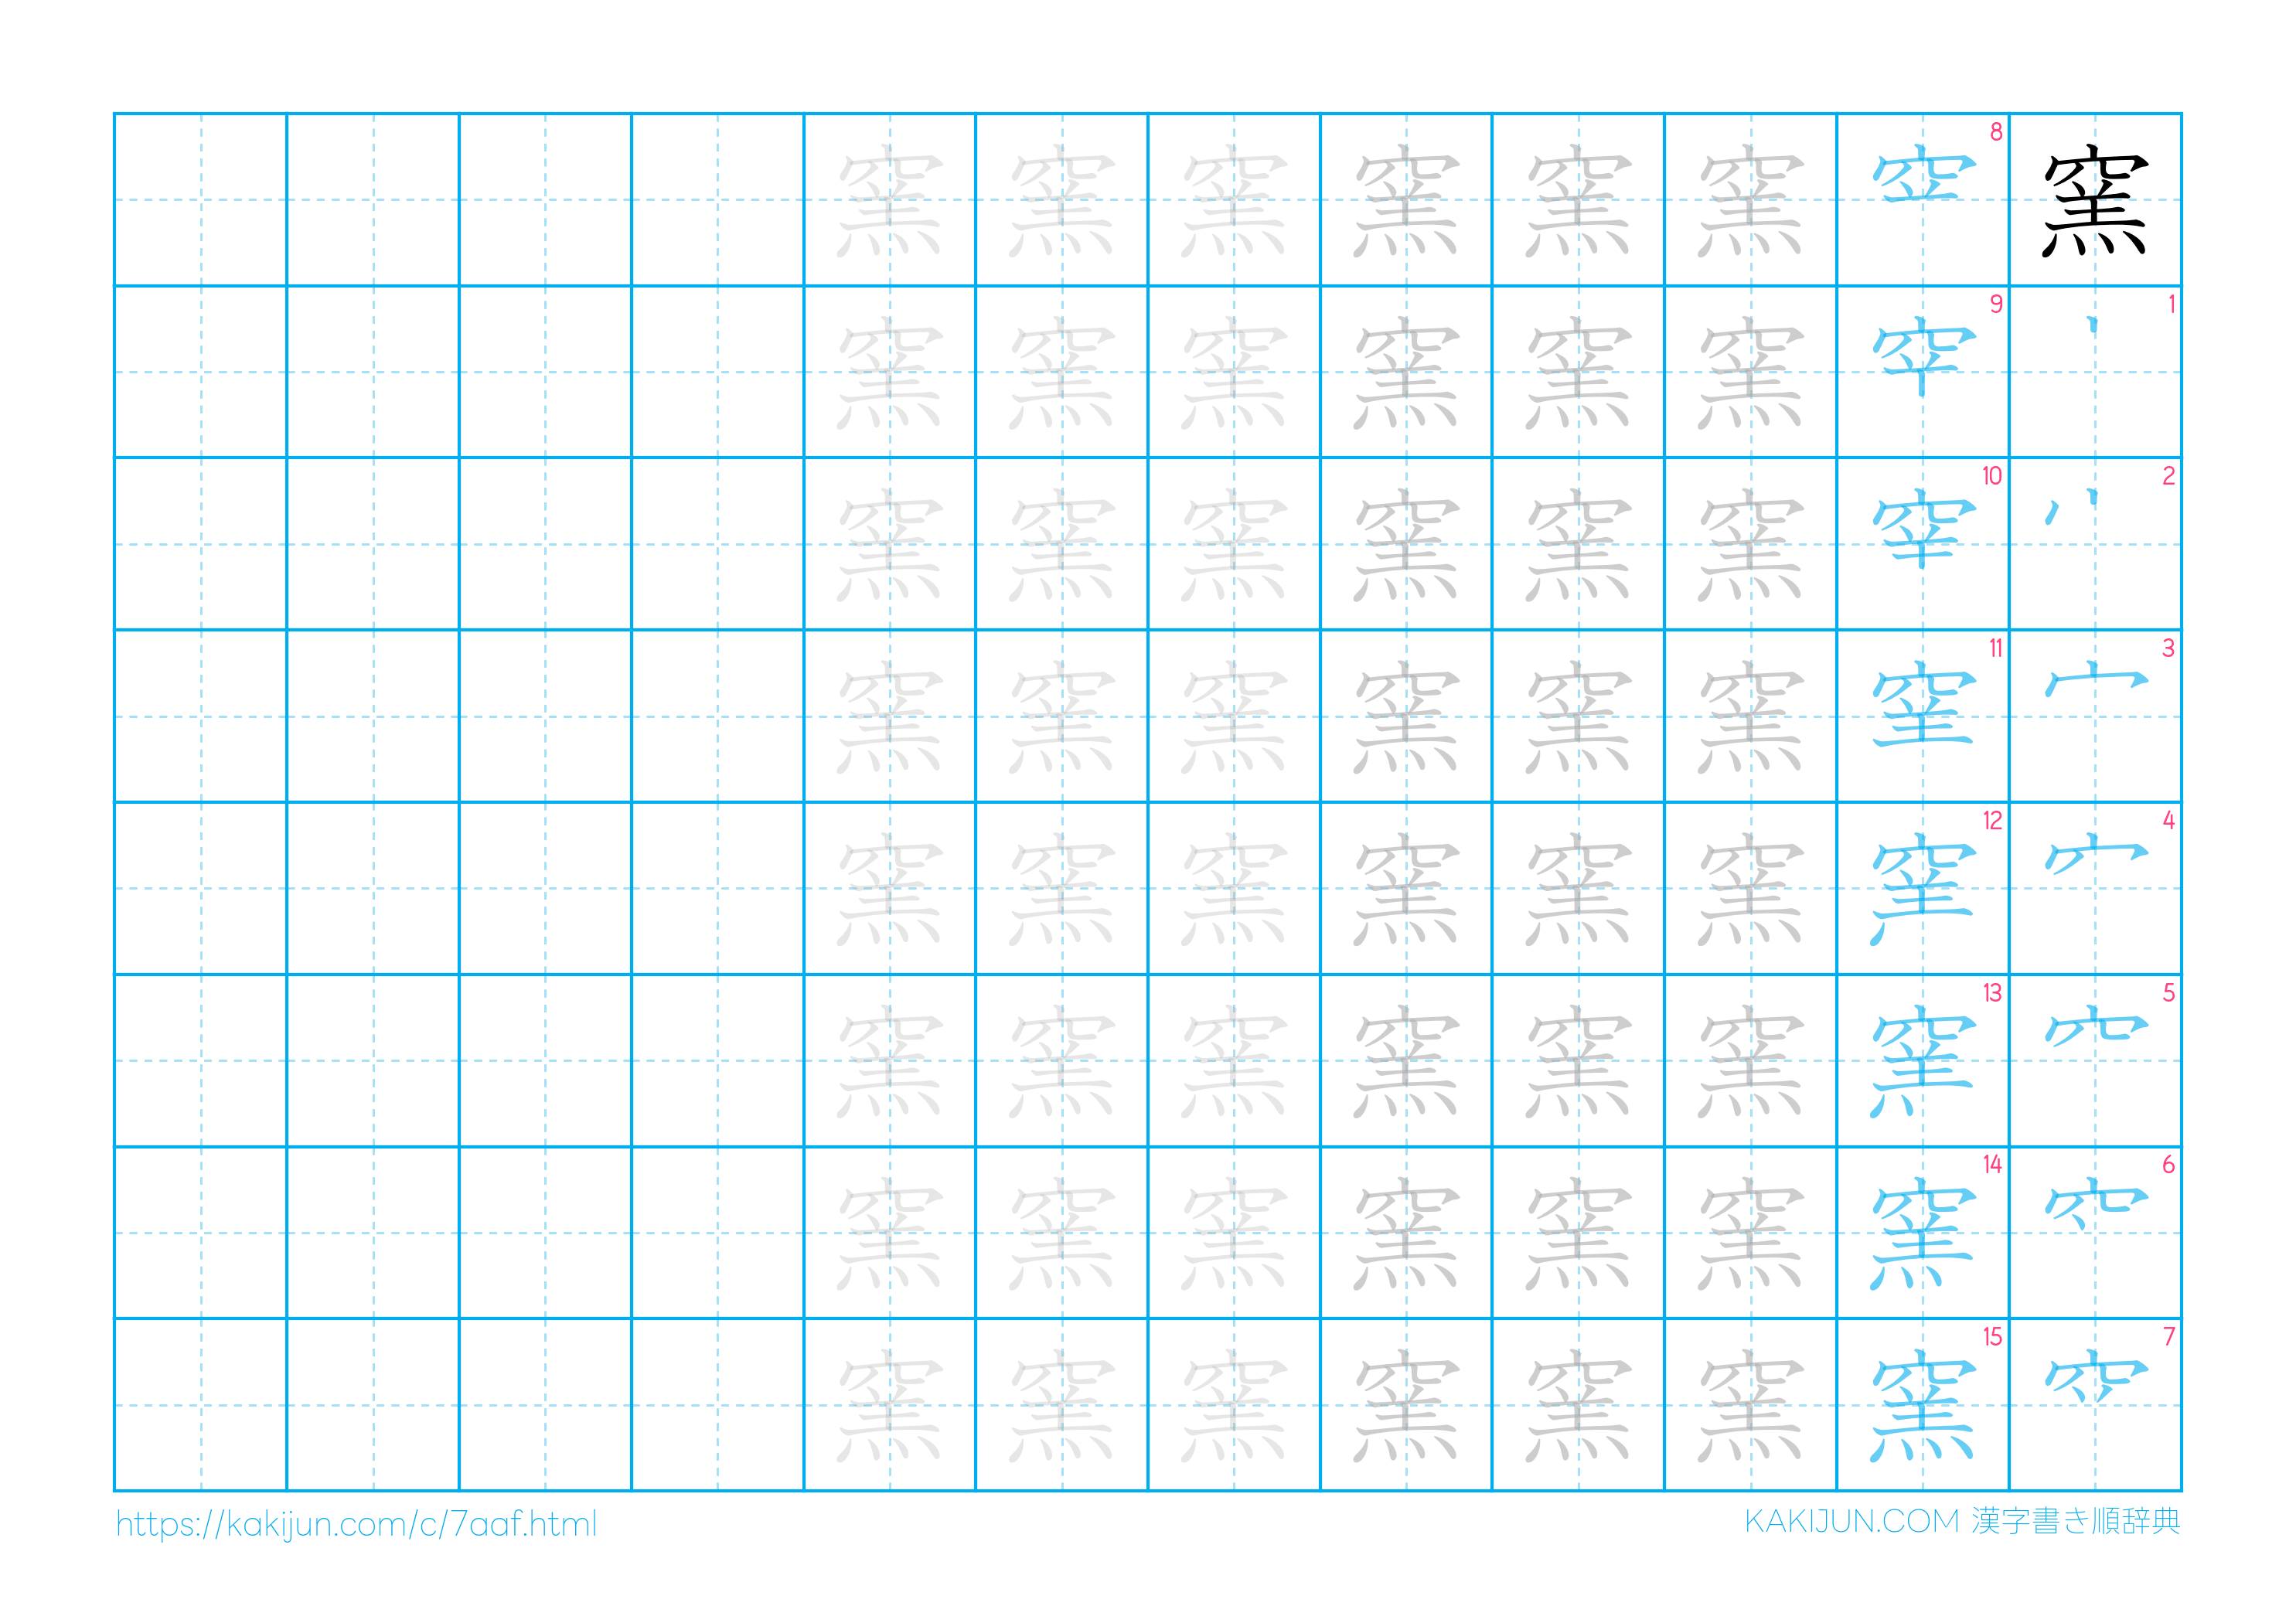 窯 窯 窯 窯 窯 窯 8 窯
窯 窯 窯 窯 窯 窯 9 1
窯 窯 窯 窯 窯 窯 10 2
窯 窯 窯 窯 窯 窯 11 3
窯 窯 窯 窯 窯 窯 12 4
窯 窯 窯 窯 窯 窯 13 5
窯 窯 窯 窯 窯 窯 14 6
窯 窯 窯 窯 窯 窯 窯 15 7
https://kakijun.com/c/7aaf.html
KAKIJUN.COM 漢字書き順辞典